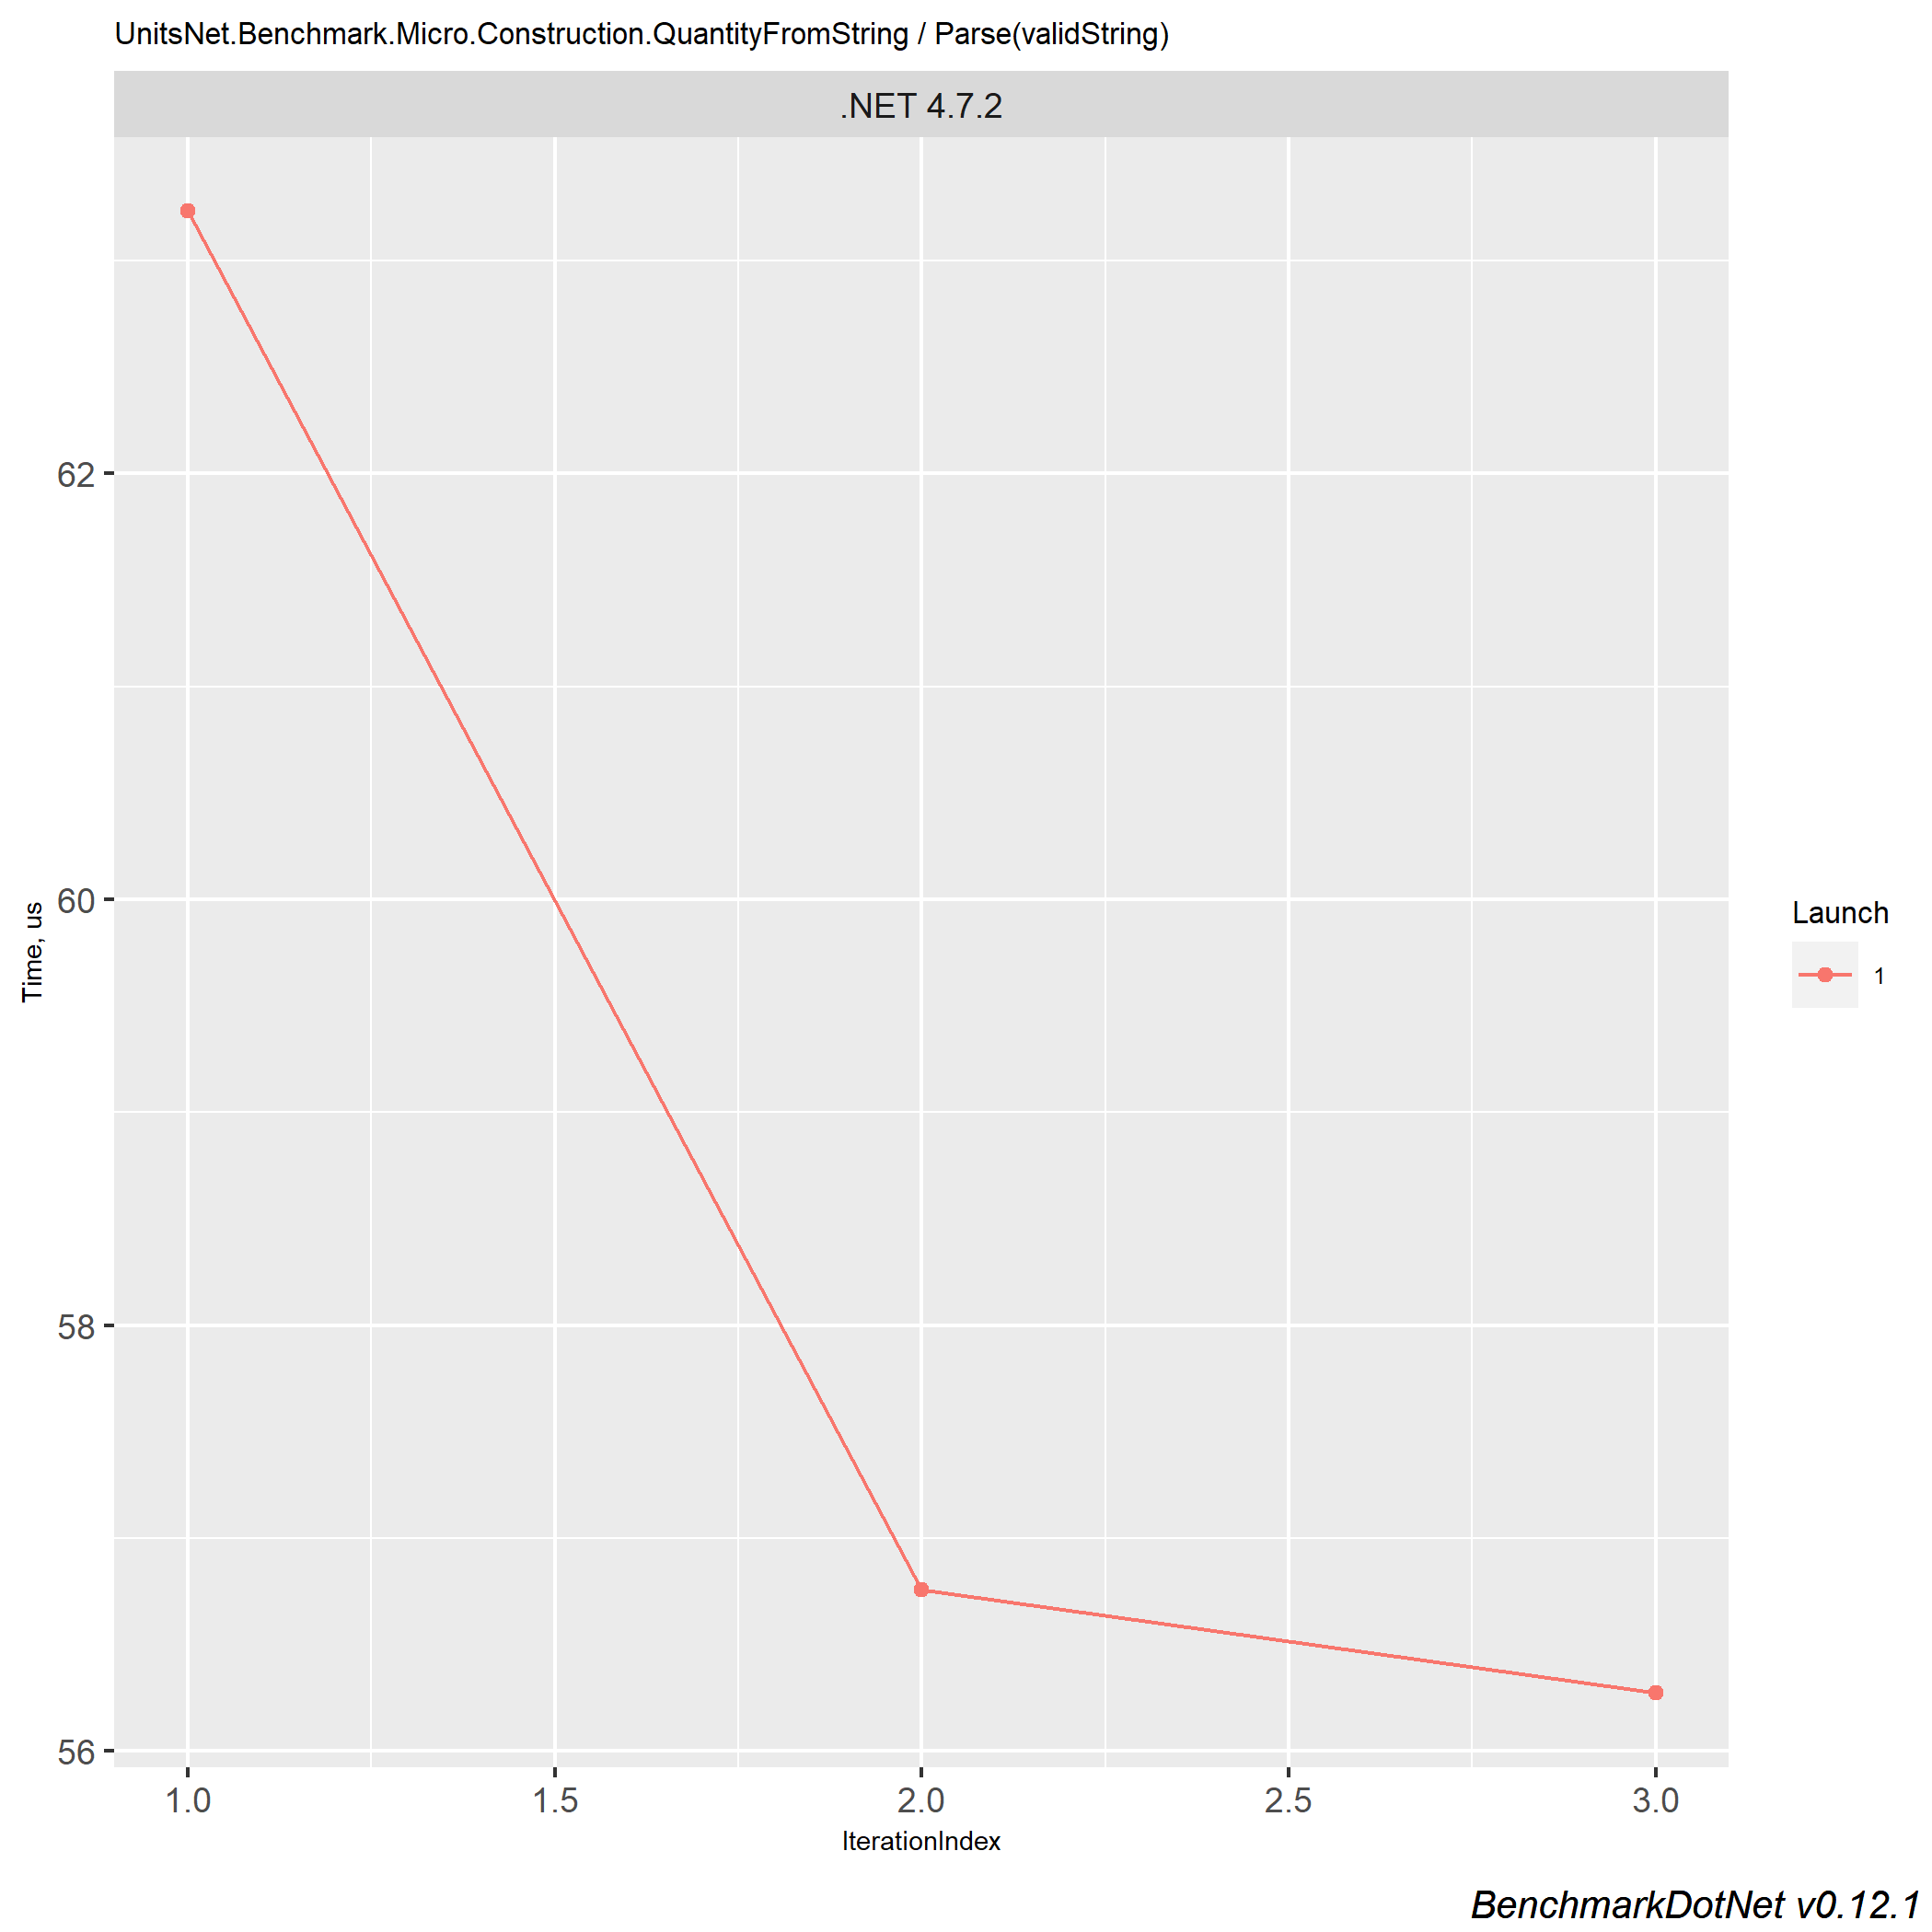 UnitsNet.Benchmark.Micro.Construction.QuantityFromString / Parse(validString)
.NET 4.7.2
62
60
58
56
Time, us
1.0 1.5 2.0 2.5 3.0
IterationIndex
Launch
1
BenchmarkDotNet v0.12.1